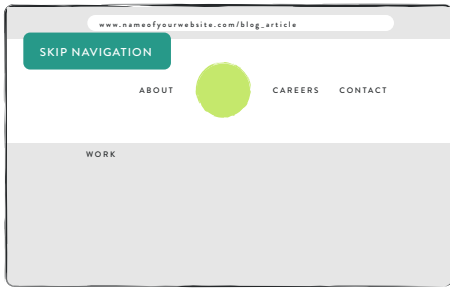 www.nameofyourwebsite.com/blog_article
SKIP NAVIGATION
ABOUT CAREERS CONTACT
WORK